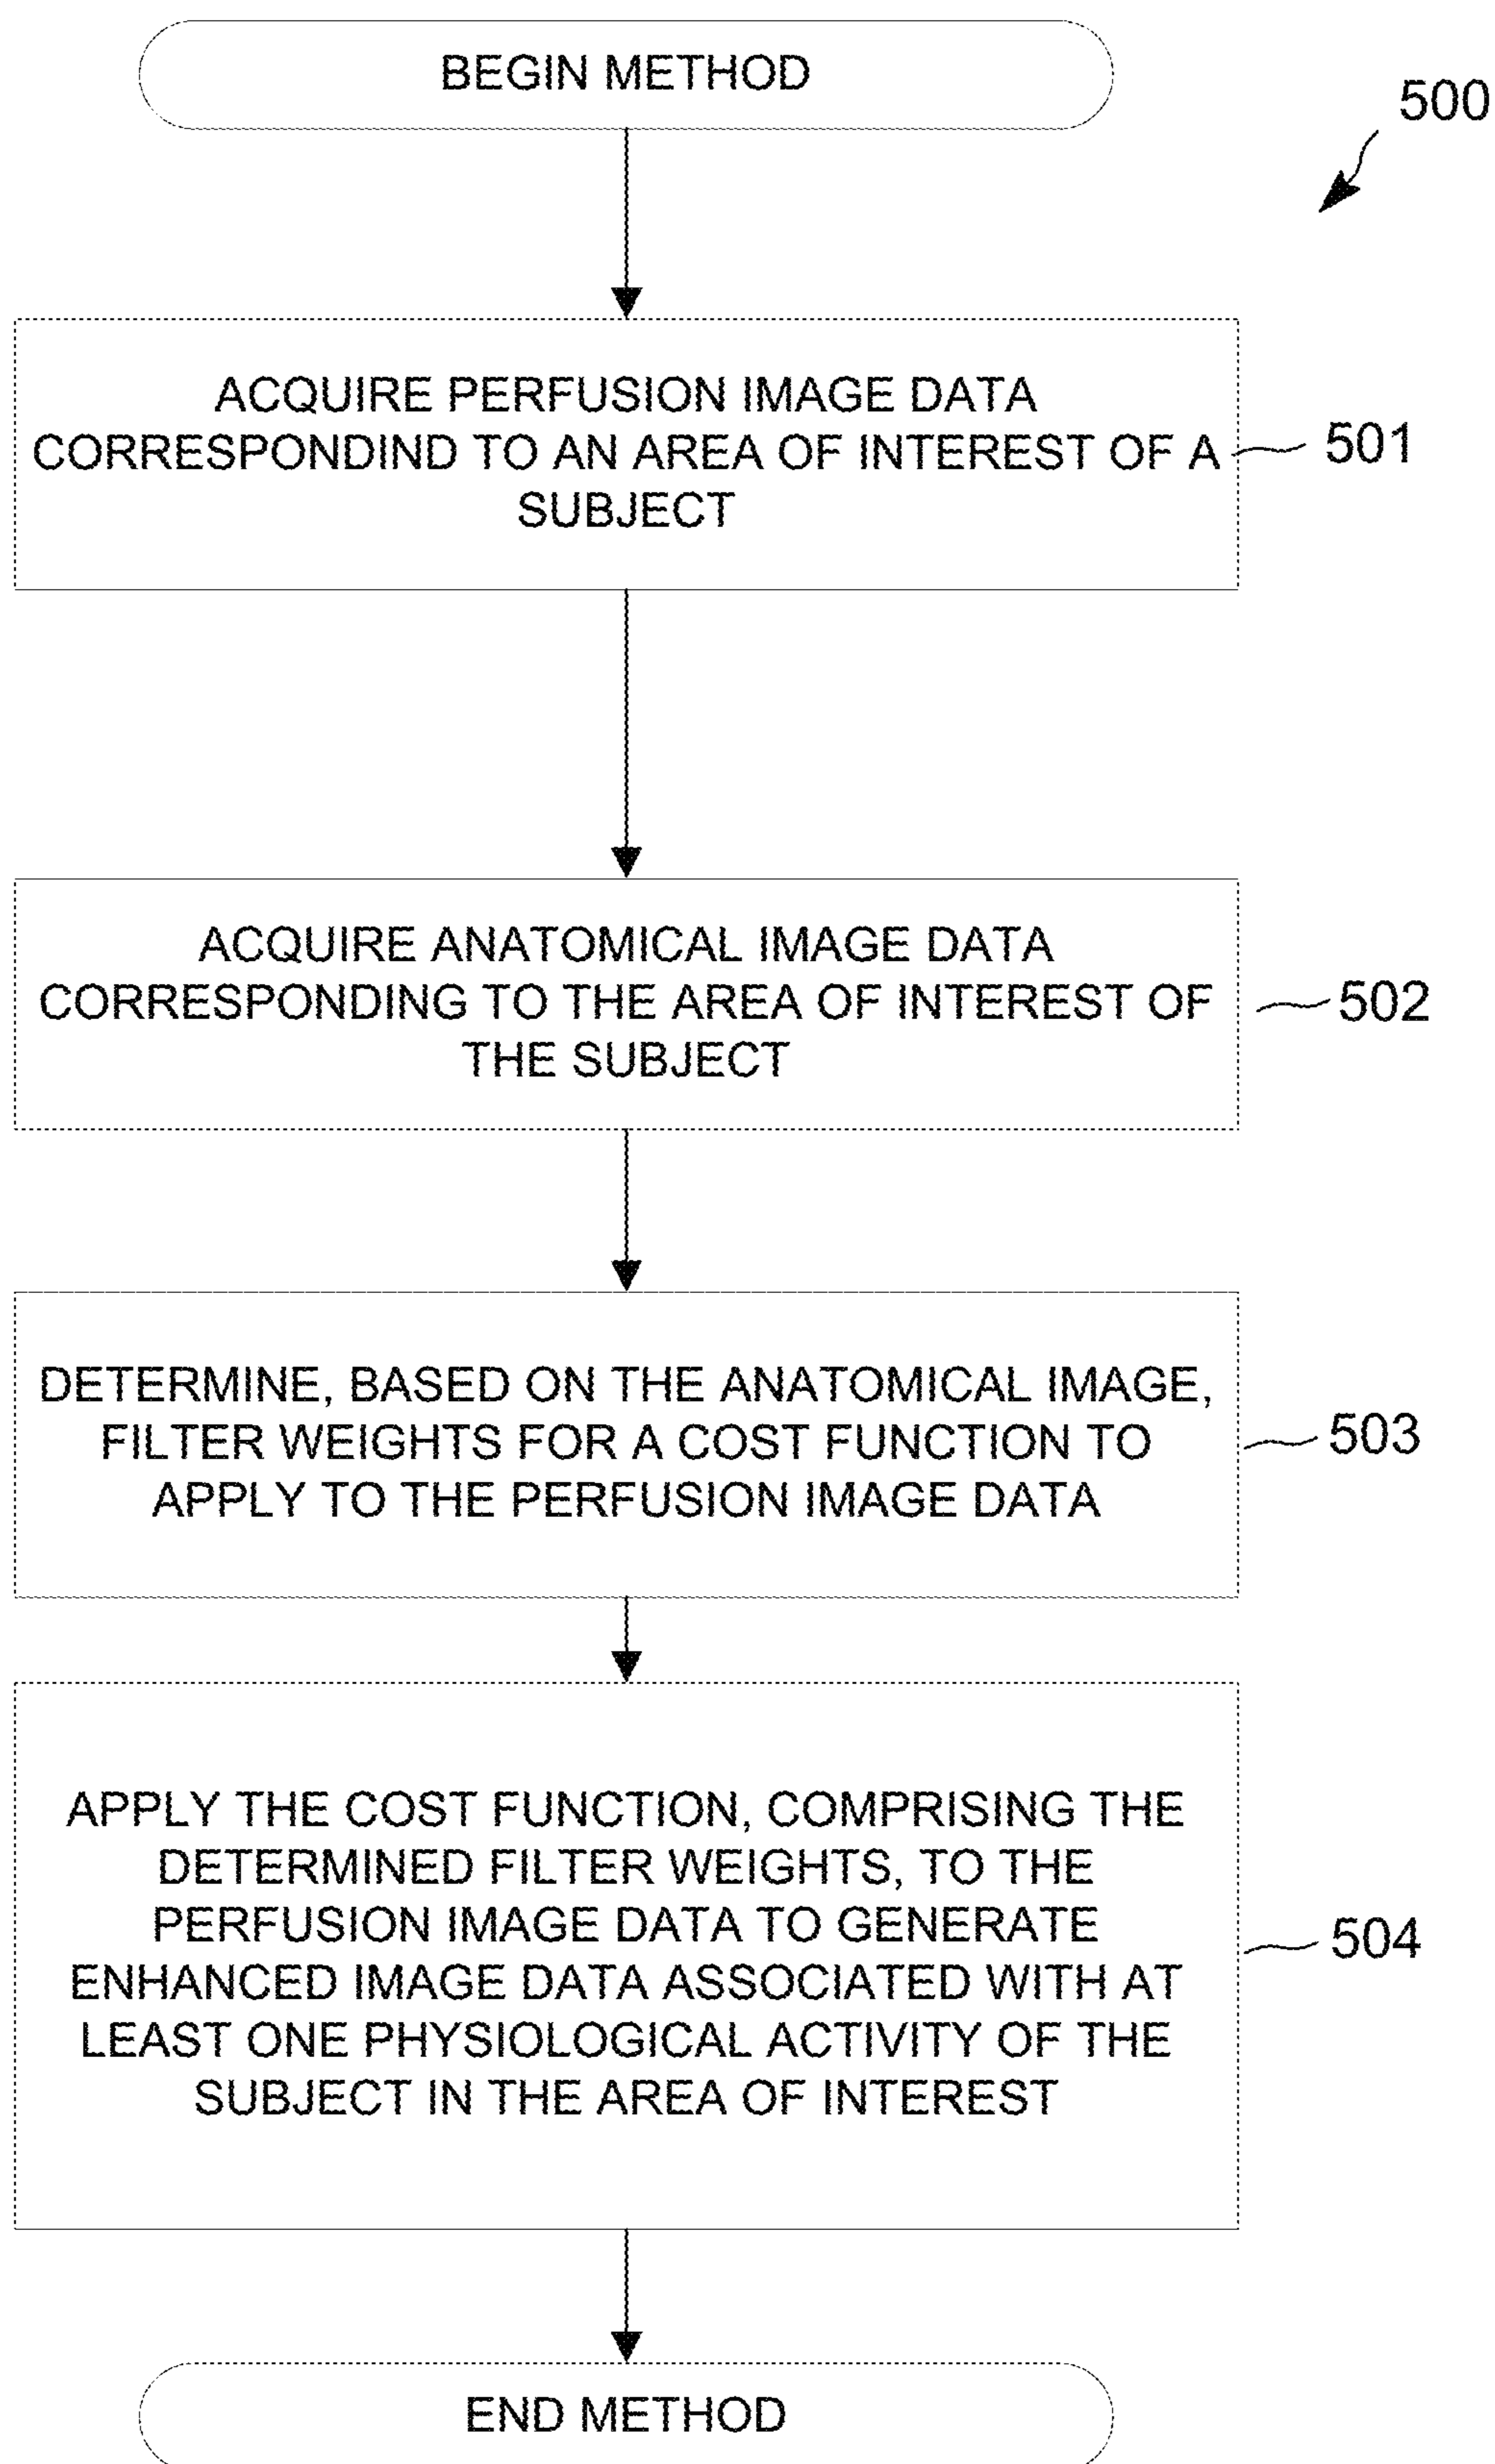 BEGIN METHOD
500
ACQUIRE PERFUSION IMAGE DATA
CORRESPONDIND TO AN AREA OF INTEREST OF A
SUBJECT
501
ACQUIRE ANATOMICAL IMAGE DATA
CORRESPONDING TO THE AREA OF INTEREST OF
THE SUBJECT
502
DETERMINE, BASED ON THE ANATOMICAL IMAGE,
FILTER WEIGHTS FOR A COST FUNCTION TO
APPLY TO THE PERFUSION IMAGE DATA
503
APPLY THE COST FUNCTION, COMPRISING THE
DETERMINED FILTER WEIGHTS, TO THE
PERFUSION IMAGE DATA TO GENERATE
ENHANCED IMAGE DATA ASSOCIATED WITH AT
LEAST ONE PHYSIOLOGICAL ACTIVITY OF THE
SUBJECT IN THE AREA OF INTEREST
504
END METHOD